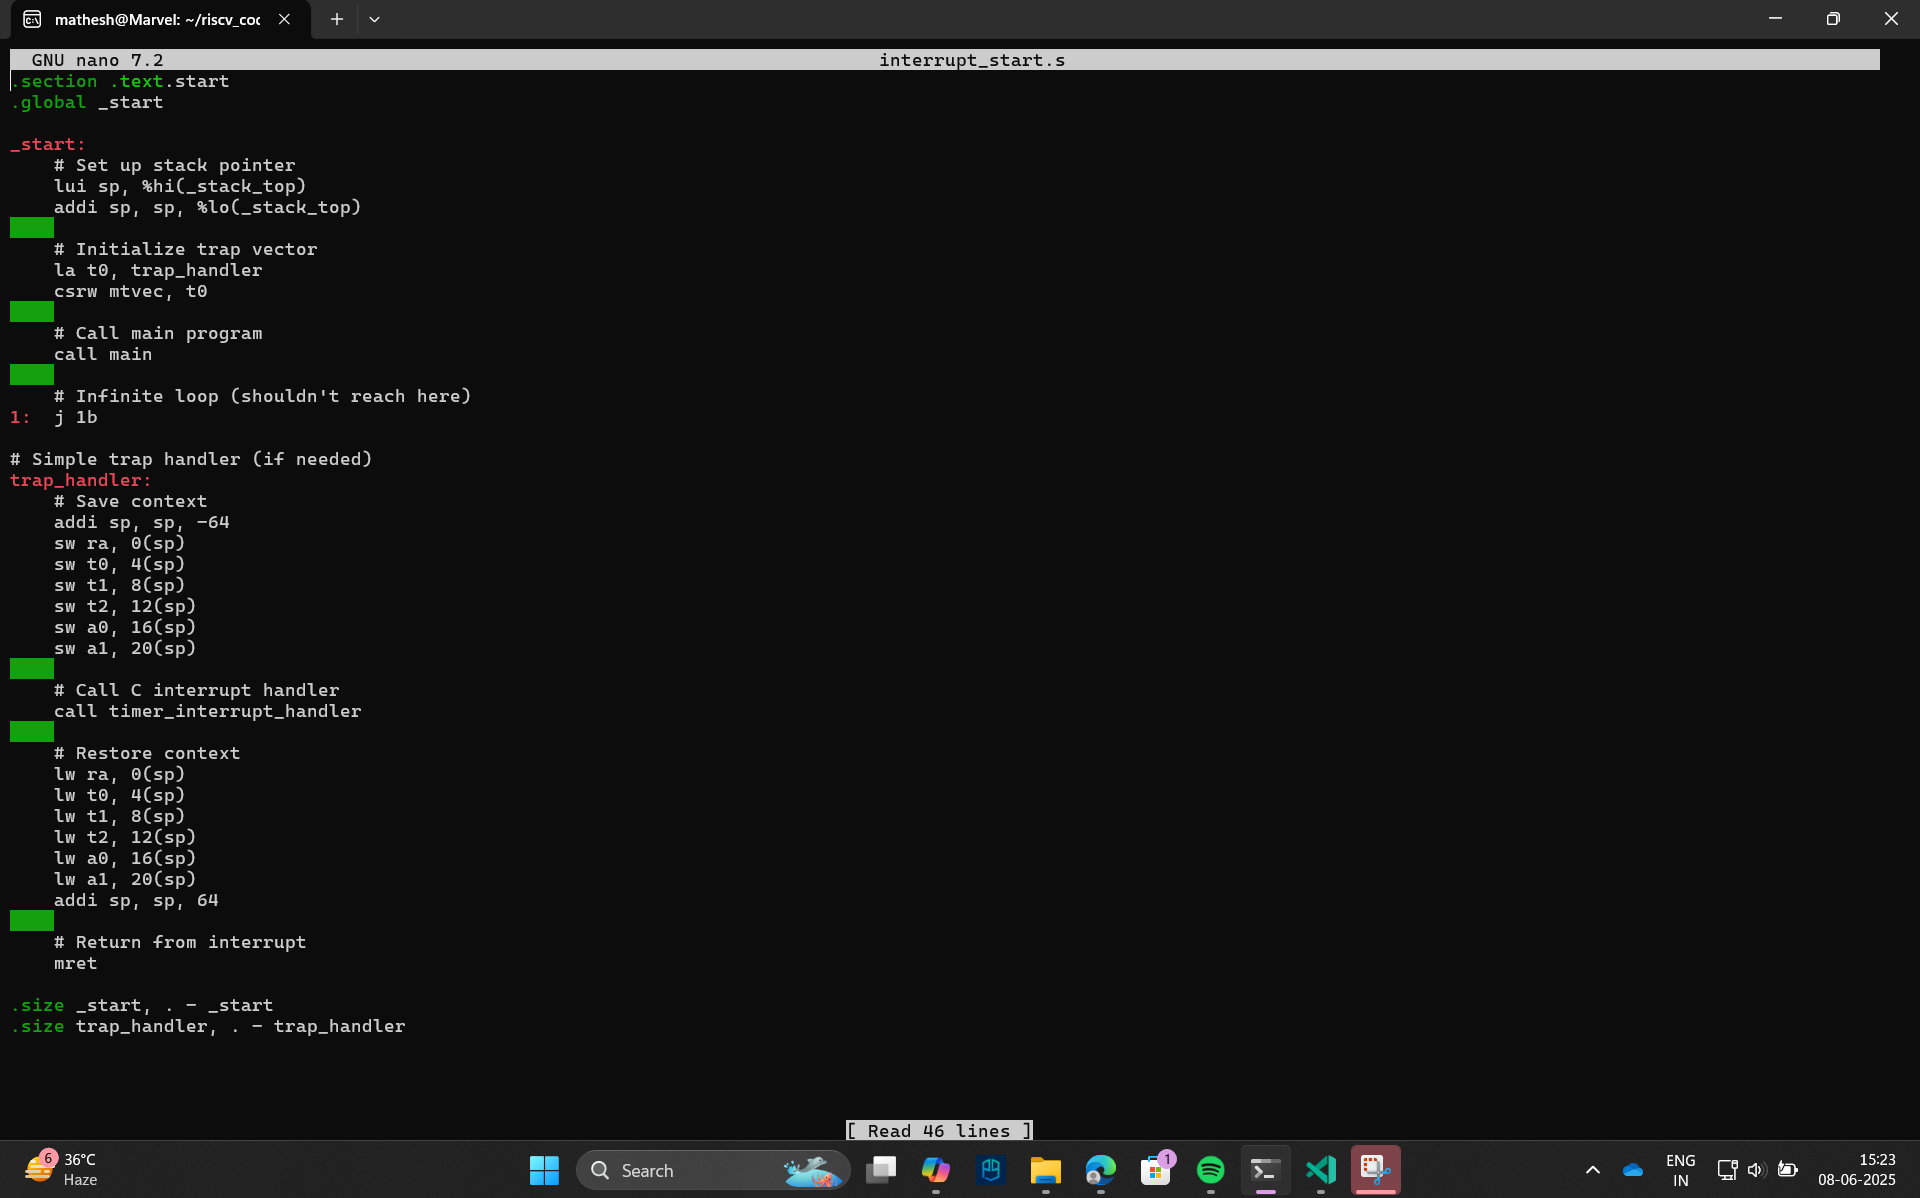 mathesh@Marvel: ~/riscv_coc
GNU nano 7.2 interrupt_start.s
.section .text.start
.global _start
_start:
# Set up stack pointer
lui sp, %hi(_stack_top)
addi sp, sp, %lo(_stack_top)
# Initialize trap vector
la t0, trap_handler
csrw mtvec, t0
# Call main program
call main
# Infinite loop (shouldn't reach here)
1: j 1b
# Simple trap handler (if needed)
trap_handler:
# Save context
addi sp, sp, -64
sw ra, 0(sp)
sw t0, 4(sp)
sw t1, 8(sp)
sw t2, 12(sp)
sw a0, 16(sp)
sw a1, 20(sp)
# Call C interrupt handler
call timer_interrupt_handler
# Restore context
lw ra, 0(sp)
lw t0, 4(sp)
lw t1, 8(sp)
lw t2, 12(sp)
lw a0, 16(sp)
lw a1, 20(sp)
addi sp, sp, 64
# Return from interrupt
mret
.size _start, . - _start
.size trap_handler, . - trap_handler
[ Read 46 lines ]
6 36°C
Haze
Search
1
ENG
IN
15:23
08-06-2025